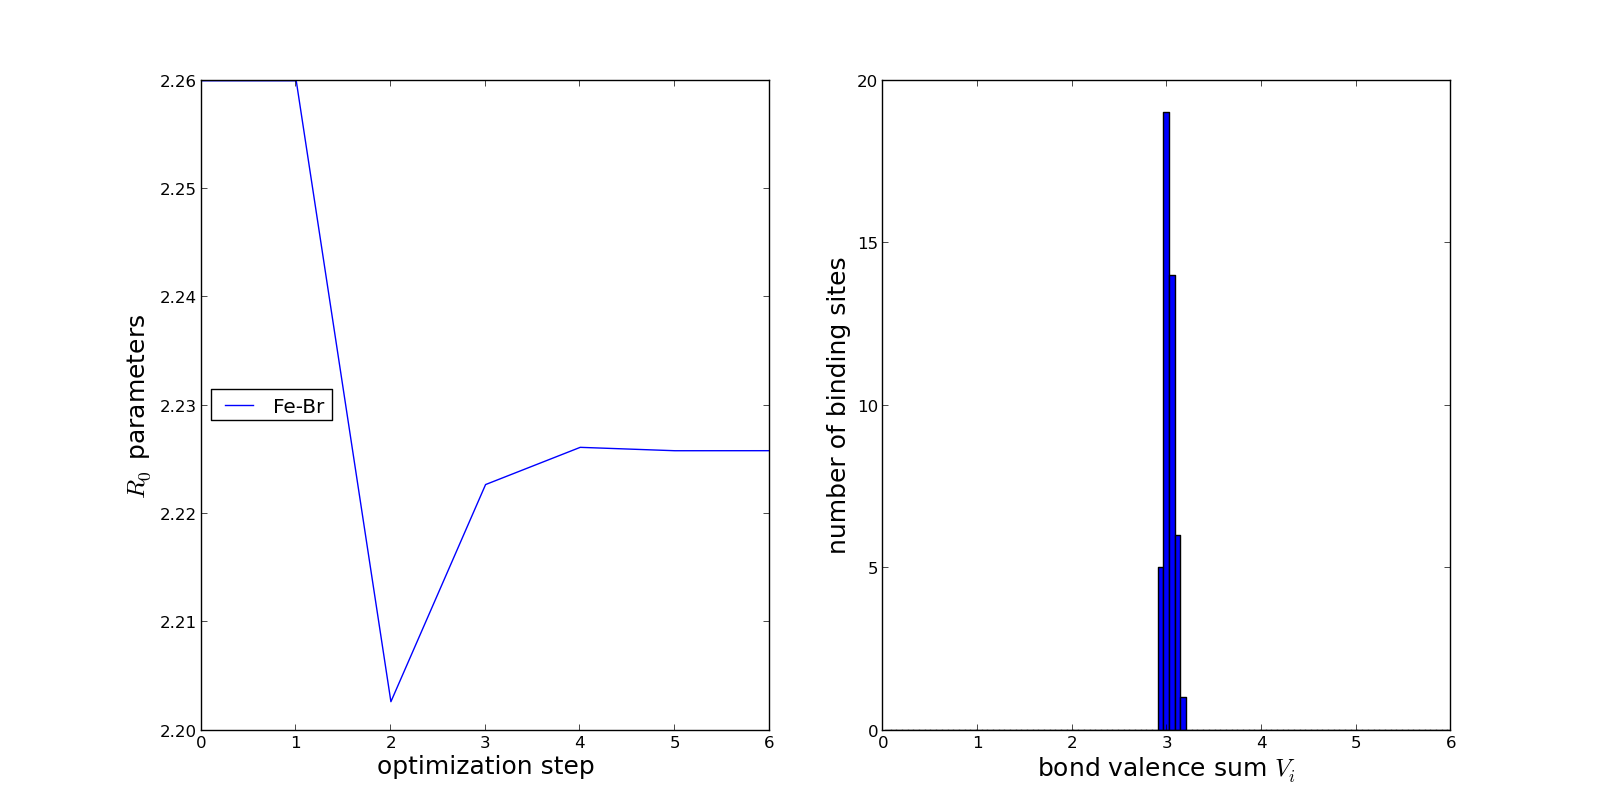 2.26
2.25
2.24
2.23
2.22
2.21
2.20
R₀ parameters
Fe-Br
0 1 2 3 4 5 6
optimization step
20
15
10
5
0
number of binding sites
0 1 2 3 4 5 6
bond valence sum Vᵢ